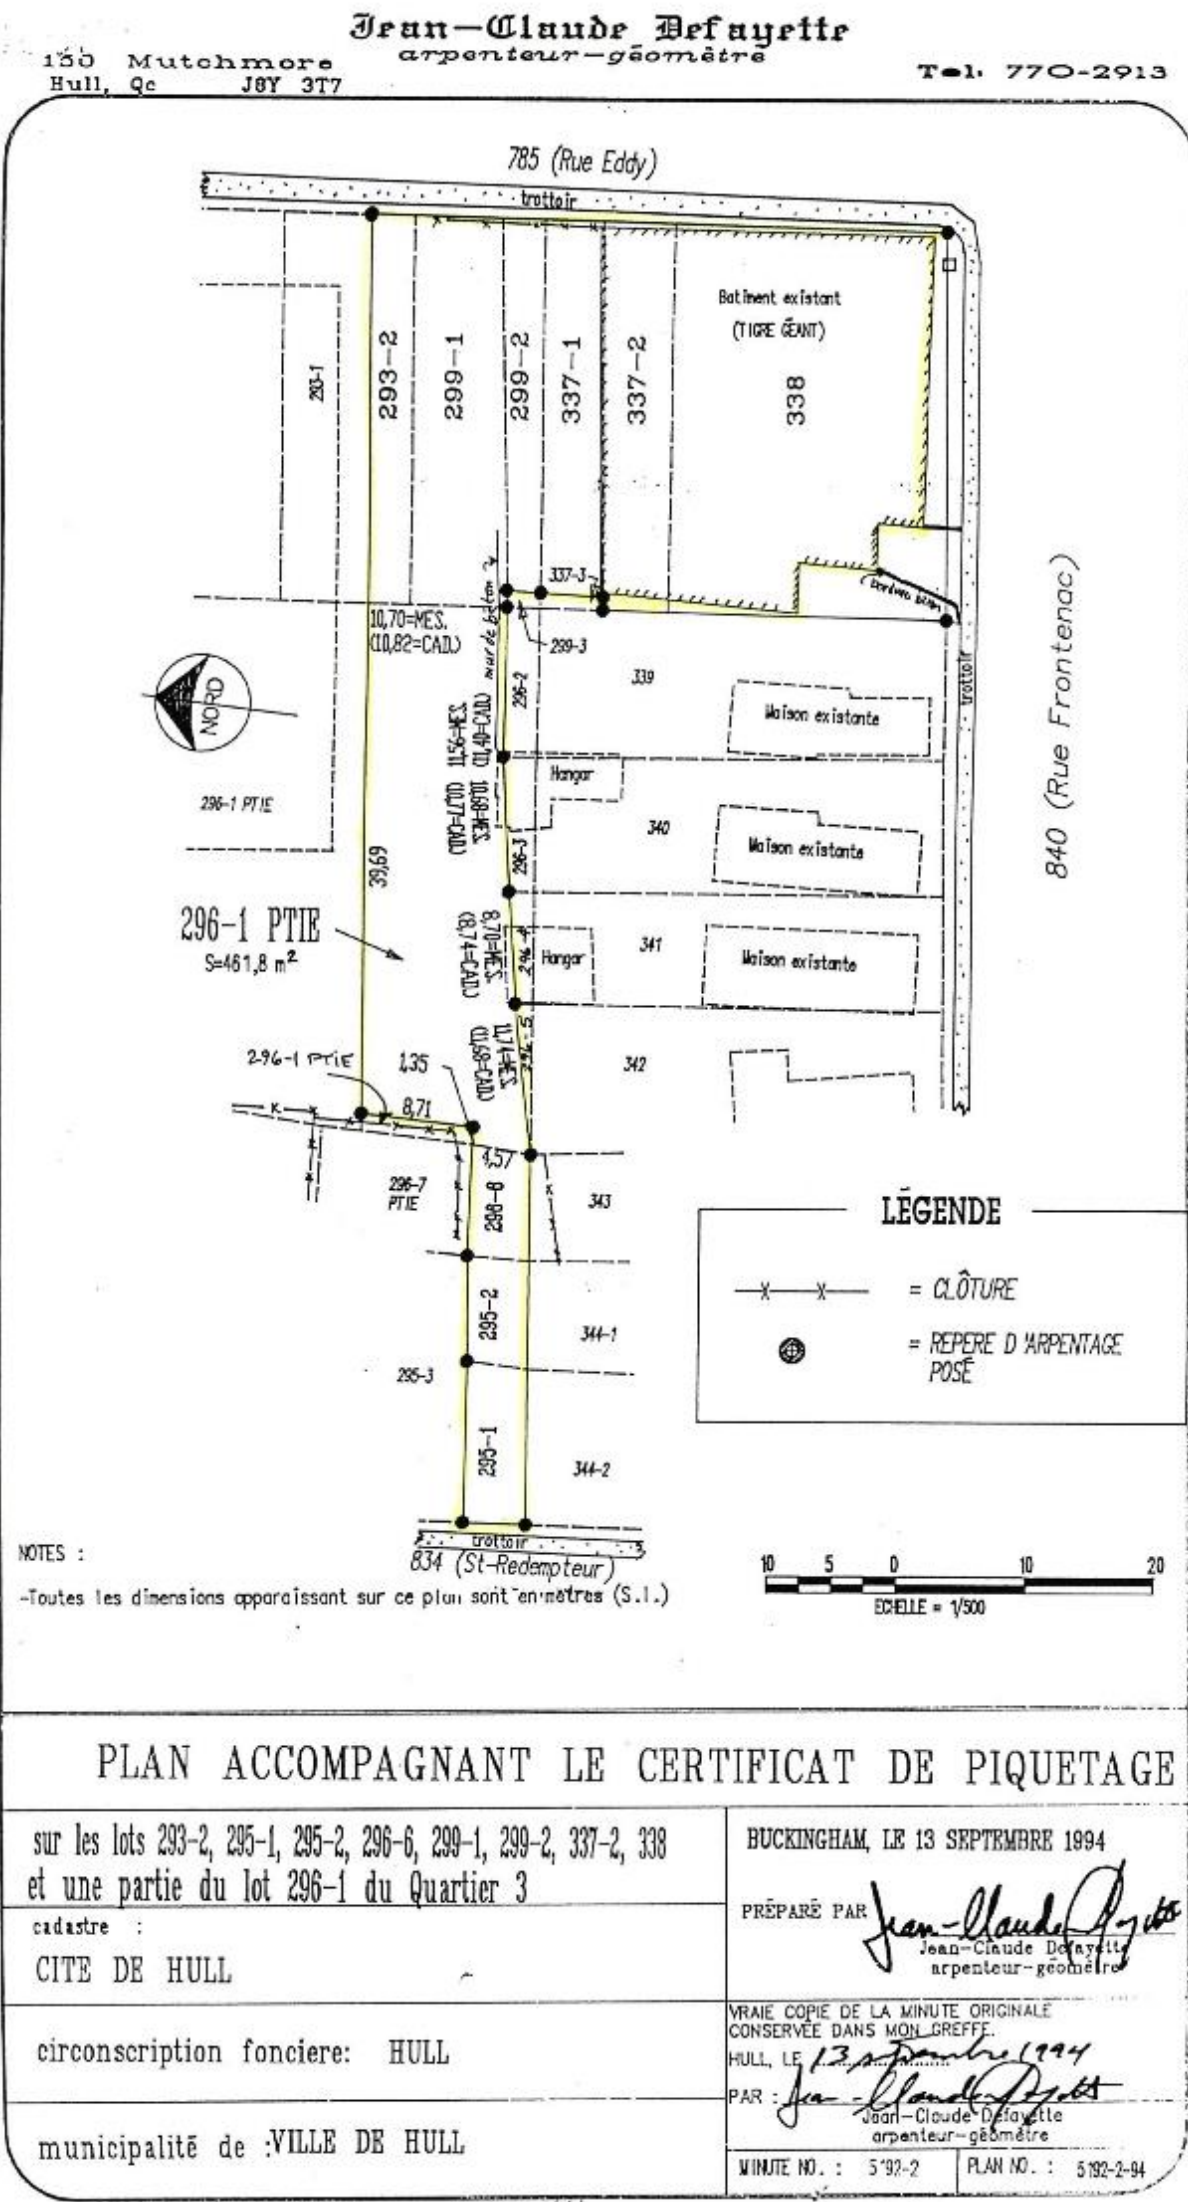 Jean-Claude Defayette
arpenteur-géomètre
150 Mutchmore
Hull, Qc J8Y 3T7
Tel: 770-2913
785 (Rue Eddy)
trottoir
293-1
293-2
299-1
299-2
337-1
337-2
Batiment existant
(TIGRE GÉANT)
338
337-3
299-3
mur de béton
10,70=MES.
(10,82=CAD.)
NORD
296-2
339
Maison existante
trottoir
840 (Rue Frontenac)
11,56=MES.
(11,40=CAD.)
Hangar
296-1 PTIE
10,68=MES.
(10,77=CAD.)
296-3
340
Maison existante
39,69
296-1 PTIE
S=461,8 m²
8,70=MES.
(8,74=CAD.)
296-4
Hangar
341
Maison existante
11,74=MES.
(11,68=CAD.)
296-5
342
296-1 PTIE
1,35
8,71
4,57
296-7
PTIE
296-6
343
295-2
344-1
295-3
295-1
344-2
trottoir
834 (St-Redempteur)
LÉGENDE
= CLÔTURE
= REPERE D'ARPENTAGE
POSÉ
NOTES :
-Toutes les dimensions apparaissant sur ce plan sont en mètres (S.I.)
10 5 0 10 20
ECHELLE = 1/500
PLAN ACCOMPAGNANT LE CERTIFICAT DE PIQUETAGE
sur les lots 293-2, 295-1, 295-2, 296-6, 299-1, 299-2, 337-2, 338
et une partie du lot 296-1 du Quartier 3
cadastre :
CITE DE HULL
circonscription fonciere: HULL
municipalité de :VILLE DE HULL
BUCKINGHAM, LE 13 SEPTEMBRE 1994
PRÉPARÉ PAR
Jean-Claude Defayette
arpenteur-géomètre
VRAIE COPIE DE LA MINUTE ORIGINALE
CONSERVÉE DANS MON GREFFE.
HULL, LE 13 septembre 1994
PAR :
Jean-Claude Defayette
arpenteur-géomètre
MINUTE NO. : 5192-2
PLAN NO. : 5192-2-94